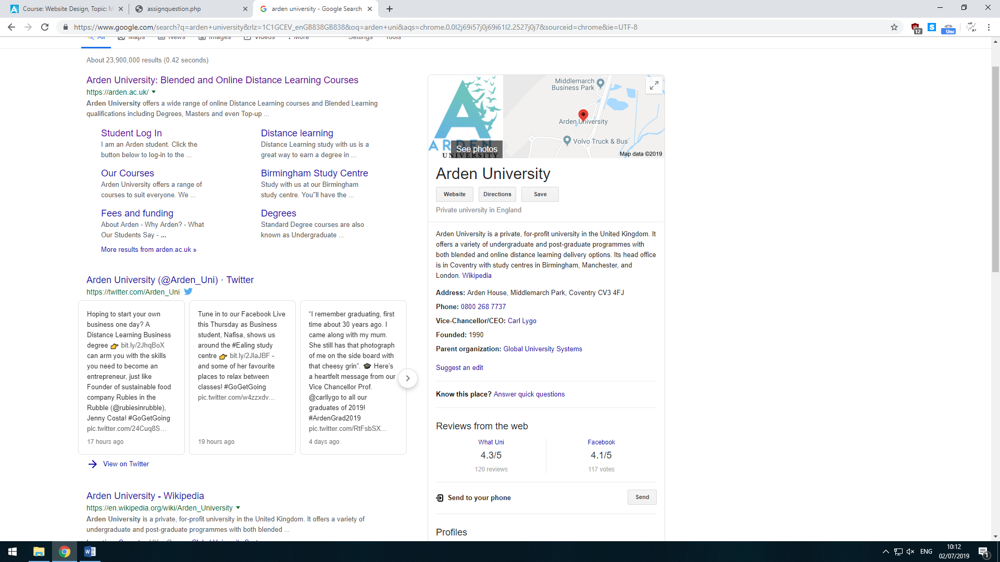 Course: Website Design, Topic: M
assignquestion.php
arden university - Google Search
https://www.google.com/search?q=arden+university&rlz=1C1GCEV_enGB838GB838&oq=arden+uni&aqs=chrome.0.0l2j69i57j0j69i61l2.2527j0j7&sourceid=chrome&ie=UTF-8
12
S
Unc
All Maps News Images Videos More Settings Tools
About 23,900,000 results (0.42 seconds)
Arden University: Blended and Online Distance Learning Courses
https://arden.ac.uk/
Arden University offers a wide range of online Distance Learning courses and Blended Learning
qualifications including Degrees, Masters and even Top-up ...
Student Log In
I am an Arden student. Click the
button below to log-in to the ...
Distance learning
Distance Learning study with us is a
great way to earn a degree in ...
Our Courses
Arden University offers a range of
courses to suit everyone. We ...
Birmingham Study Centre
Study with us at our Birmingham
study centre. You"ll have the ...
Fees and funding
About Arden - Why Arden? - What
Our Students Say - ...
Degrees
Standard Degree courses are also
known as Undergraduate ...
More results from arden.ac.uk »
Arden University (@Arden_Uni) · Twitter
https://twitter.com/Arden_Uni
Hoping to start your own
business one day? A
Distance Learning Business
degree 👉 bit.ly/2JhqBoX
can arm you with the skills
you need to become an
entrepreneur, just like
Founder of sustainable food
company Rubies in the
Rubble (@rubiesinrubble),
Jenny Costa! #GoGetGoing
pic.twitter.com/24Cuq8S…
17 hours ago
Tune in to our Facebook Live
this Thursday as Business
student, Nafisa, shows us
around the #Ealing study
centre 👉 bit.ly/2JIaJBF -
and some of her favourite
places to relax between
classes! #GoGetGoing
pic.twitter.com/w4zzxdv…
19 hours ago
“I remember graduating, first
time about 30 years ago. I
came along with my mum.
She still has that photograph
of me on the side board with
that cheesy grin”. 🎓 Here’s
a heartfelt message from our
Vice Chancellor Prof.
@carllygo to all our
graduates of 2019!
#ArdenGrad2019
pic.twitter.com/RtFsbSX…
4 days ago
View on Twitter
Arden University - Wikipedia
https://en.wikipedia.org/wiki/Arden_University
Arden University is a private, for-profit university in the United Kingdom. It offers a variety of
undergraduate and post-graduate programmes with both blended ...
ARDEN
UNIVERSITY
See photos
Middlemarch
Business Park
Arden University
Volvo Truck & Bus
Map data ©2019
Arden University
Website Directions Save
Private university in England
Arden University is a private, for-profit university in the United Kingdom. It
offers a variety of undergraduate and post-graduate programmes with
both blended and online distance learning delivery options. Its head office
is in Coventry with study centres in Birmingham, Manchester, and
London. Wikipedia
Address: Arden House, Middlemarch Park, Coventry CV3 4FJ
Phone: 0800 268 7737
Vice-Chancellor/CEO: Carl Lygo
Founded: 1990
Parent organization: Global University Systems
Suggest an edit
Know this place? Answer quick questions
Reviews from the web
What Uni
4.3/5
120 reviews
Facebook
4.1/5
117 votes
Send to your phone
Send
Profiles
ENG
10:12
02/07/2019
1